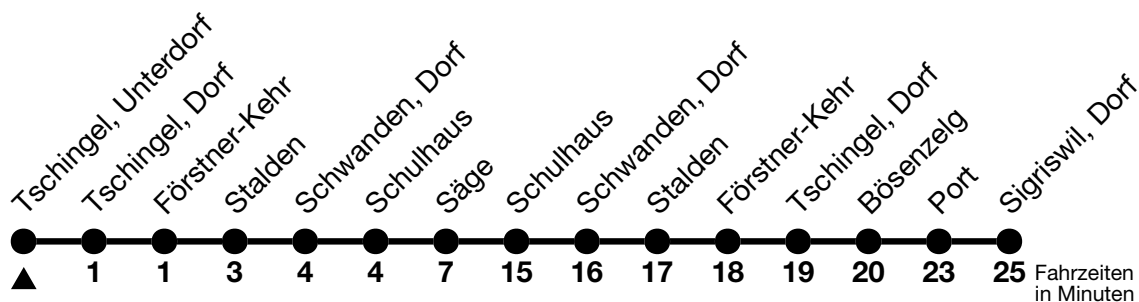 Tschingel, Unterdorf
Tschingel, Dorf
Förstner-Kehr
Stalden
Schwanden, Dorf
Schulhaus
Säge
Schulhaus
Schwanden, Dorf
Stalden
Förstner-Kehr
Tschingel, Dorf
Bösenzelg
Port
Sigriswil, Dorf
1 1 3 4 4 7 15 16 17 18 19 20 23 25 Fahrzeiten
in Minuten